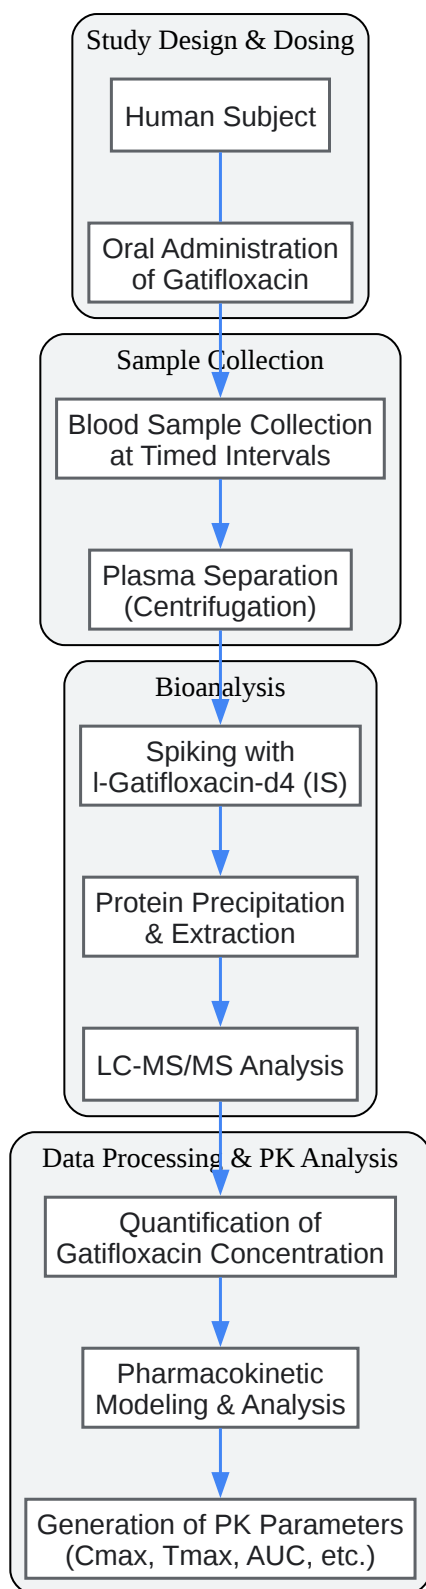 Study Design & Dosing
Human Subject
Oral Administration
of Gatifloxacin
Sample Collection
Blood Sample Collection
at Timed Intervals
Plasma Separation
(Centrifugation)
Bioanalysis
Spiking with
l-Gatifloxacin-d4 (IS)
Protein Precipitation
& Extraction
LC-MS/MS Analysis
Data Processing & PK Analysis
Quantification of
Gatifloxacin Concentration
Pharmacokinetic
Modeling & Analysis
Generation of PK Parameters
(Cmax, Tmax, AUC, etc.)